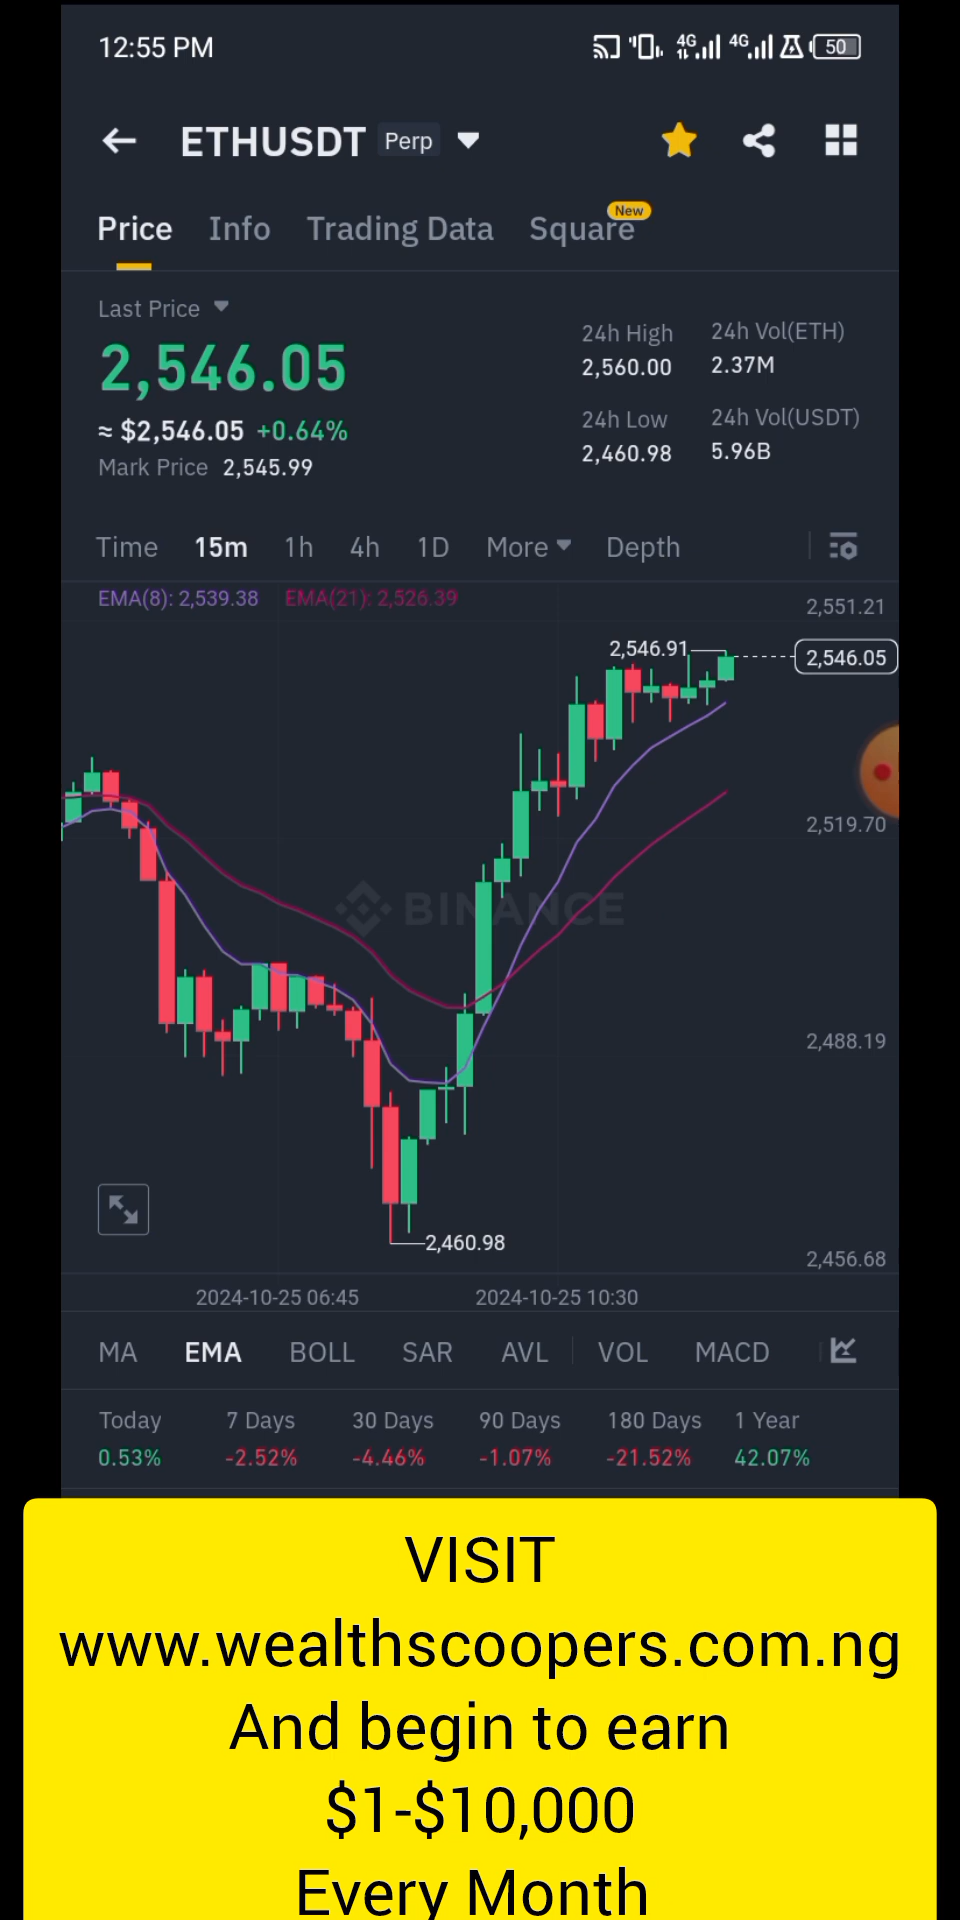 12:55 PM 4G 4G 50
ETHUSDT Perp
Price Info Trading Data Square New
Last Price
2,546.05
≈ $2,546.05 +0.64%
Mark Price 2,545.99
24h High 24h Vol(ETH)
2,560.00 2.37M
24h Low 24h Vol(USDT)
2,460.98 5.96B
Time 15m 1h 4h 1D More Depth
EMA(8): 2,539.38 EMA(21): 2,526.39
2,551.21
2,546.91
2,546.05
2,519.70
BINANCE
2,488.19
2,460.98
2,456.68
2024-10-25 06:45 2024-10-25 10:30
MA EMA BOLL SAR AVL VOL MACD
Today 7 Days 30 Days 90 Days 180 Days 1 Year
0.53% -2.52% -4.46% -1.07% -21.52% 42.07%
VISIT
www.wealthscoopers.com.ng
And begin to earn
$1-$10,000
Every Month